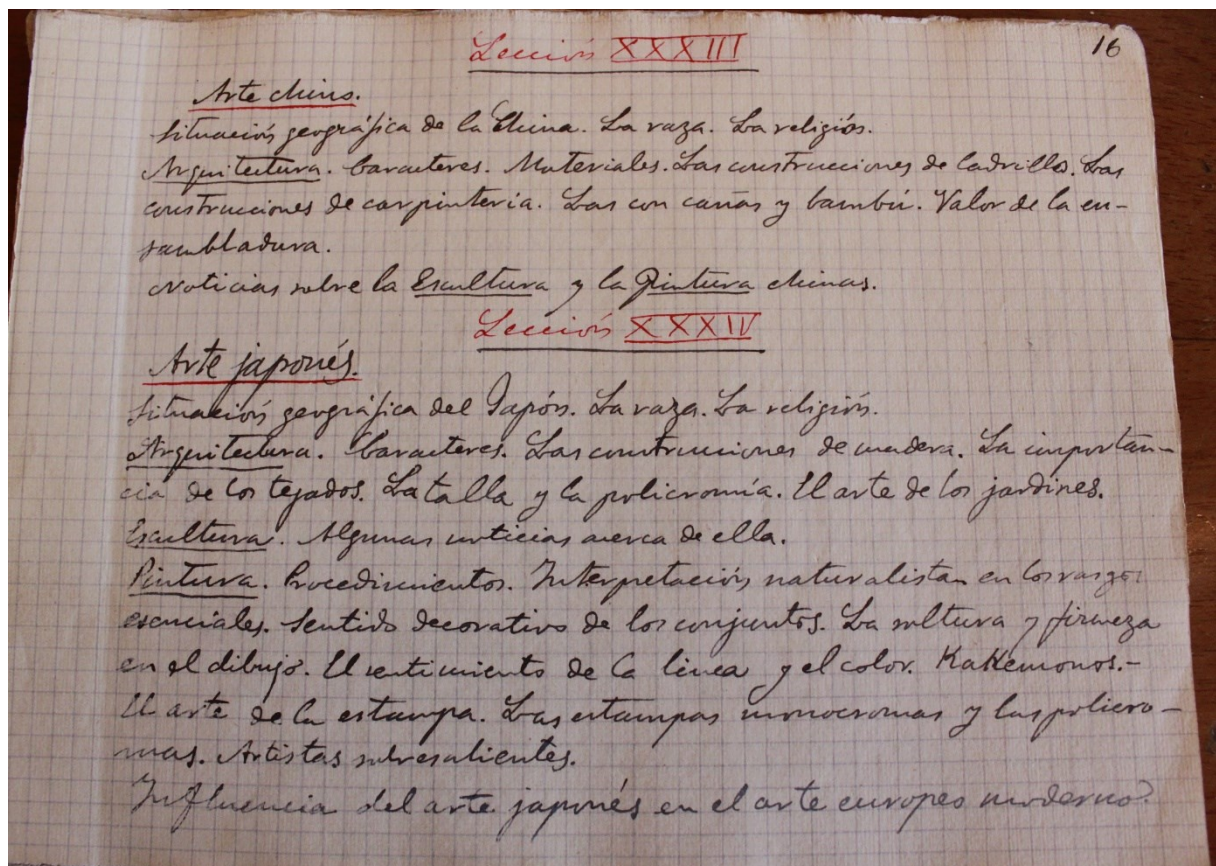 16
Lección XXXIII
Arte chino.
Situación geográfica de la China. La raza. La religión.
Arquitectura. Caracteres. Materiales. Las construcciones de ladrillo. Las
construcciones de carpintería. Las con cañas y bambú. Valor de la en-
sambladura.
Noticias sobre la Escultura y la Pintura chinas.
Lección XXXIV
Arte japonés.
Situación geográfica del Japón. La raza. La religión.
Arquitectura. Caracteres. Las construcciones de madera. La importan-
cia de los tejados. La talla y la policromía. El arte de los jardines.
Escultura. Algunas noticias acerca de ella.
Pintura. Procedimientos. Interpretación naturalista en los rasgos
esenciales. Sentido decorativo de los conjuntos. La soltura y firmeza
en el dibujo. El sentimiento de la linea y el color. Kakemonos.-
El arte de la estampa. Las estampas monocromas y las policro-
mas. Artistas sobresalientes.
Influencia del arte japonés en el arte europeo moderno.